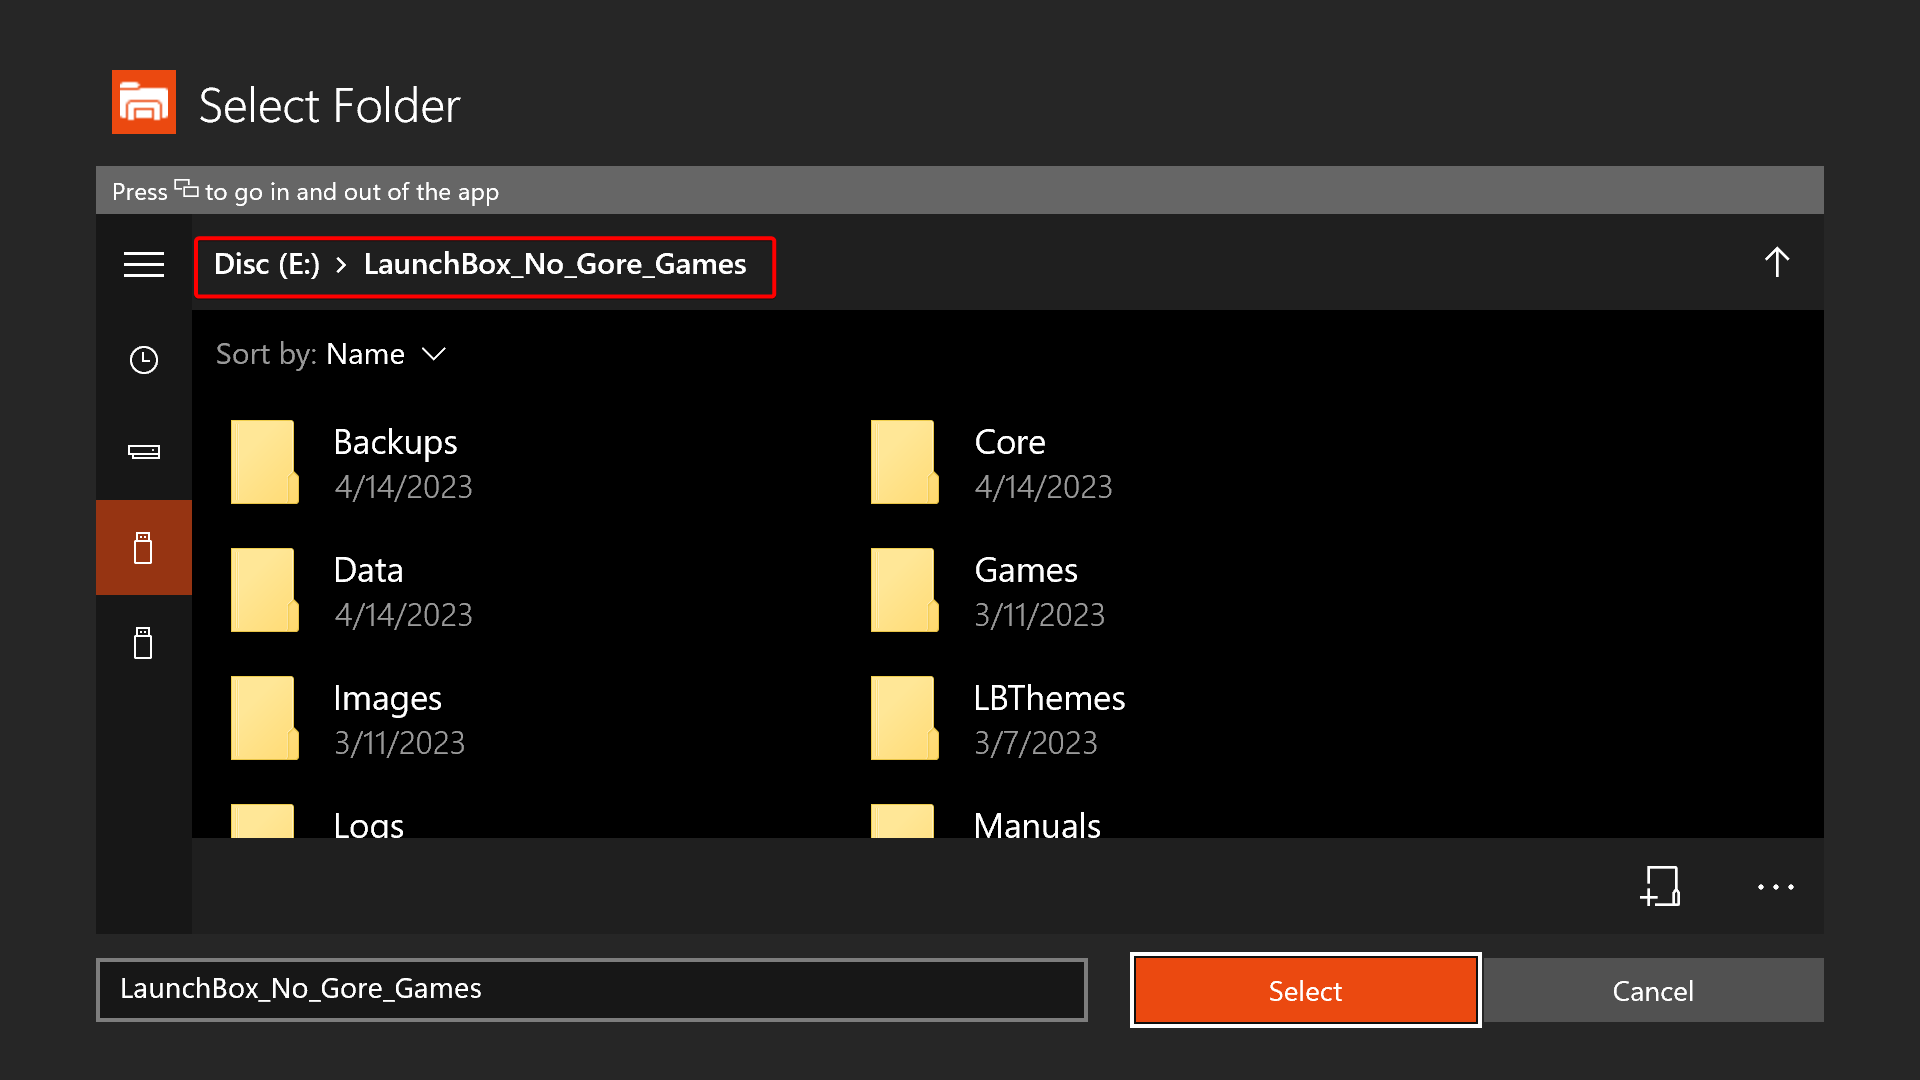 Select Folder
Press to go in and out of the app
Disc (E:) > LaunchBox_No_Gore_Games
Sort by: Name
Backups
4/14/2023
Core
4/14/2023
Data
4/14/2023
Games
3/11/2023
Images
3/11/2023
LBThemes
3/7/2023
Logs
Manuals
LaunchBox_No_Gore_Games
Select
Cancel